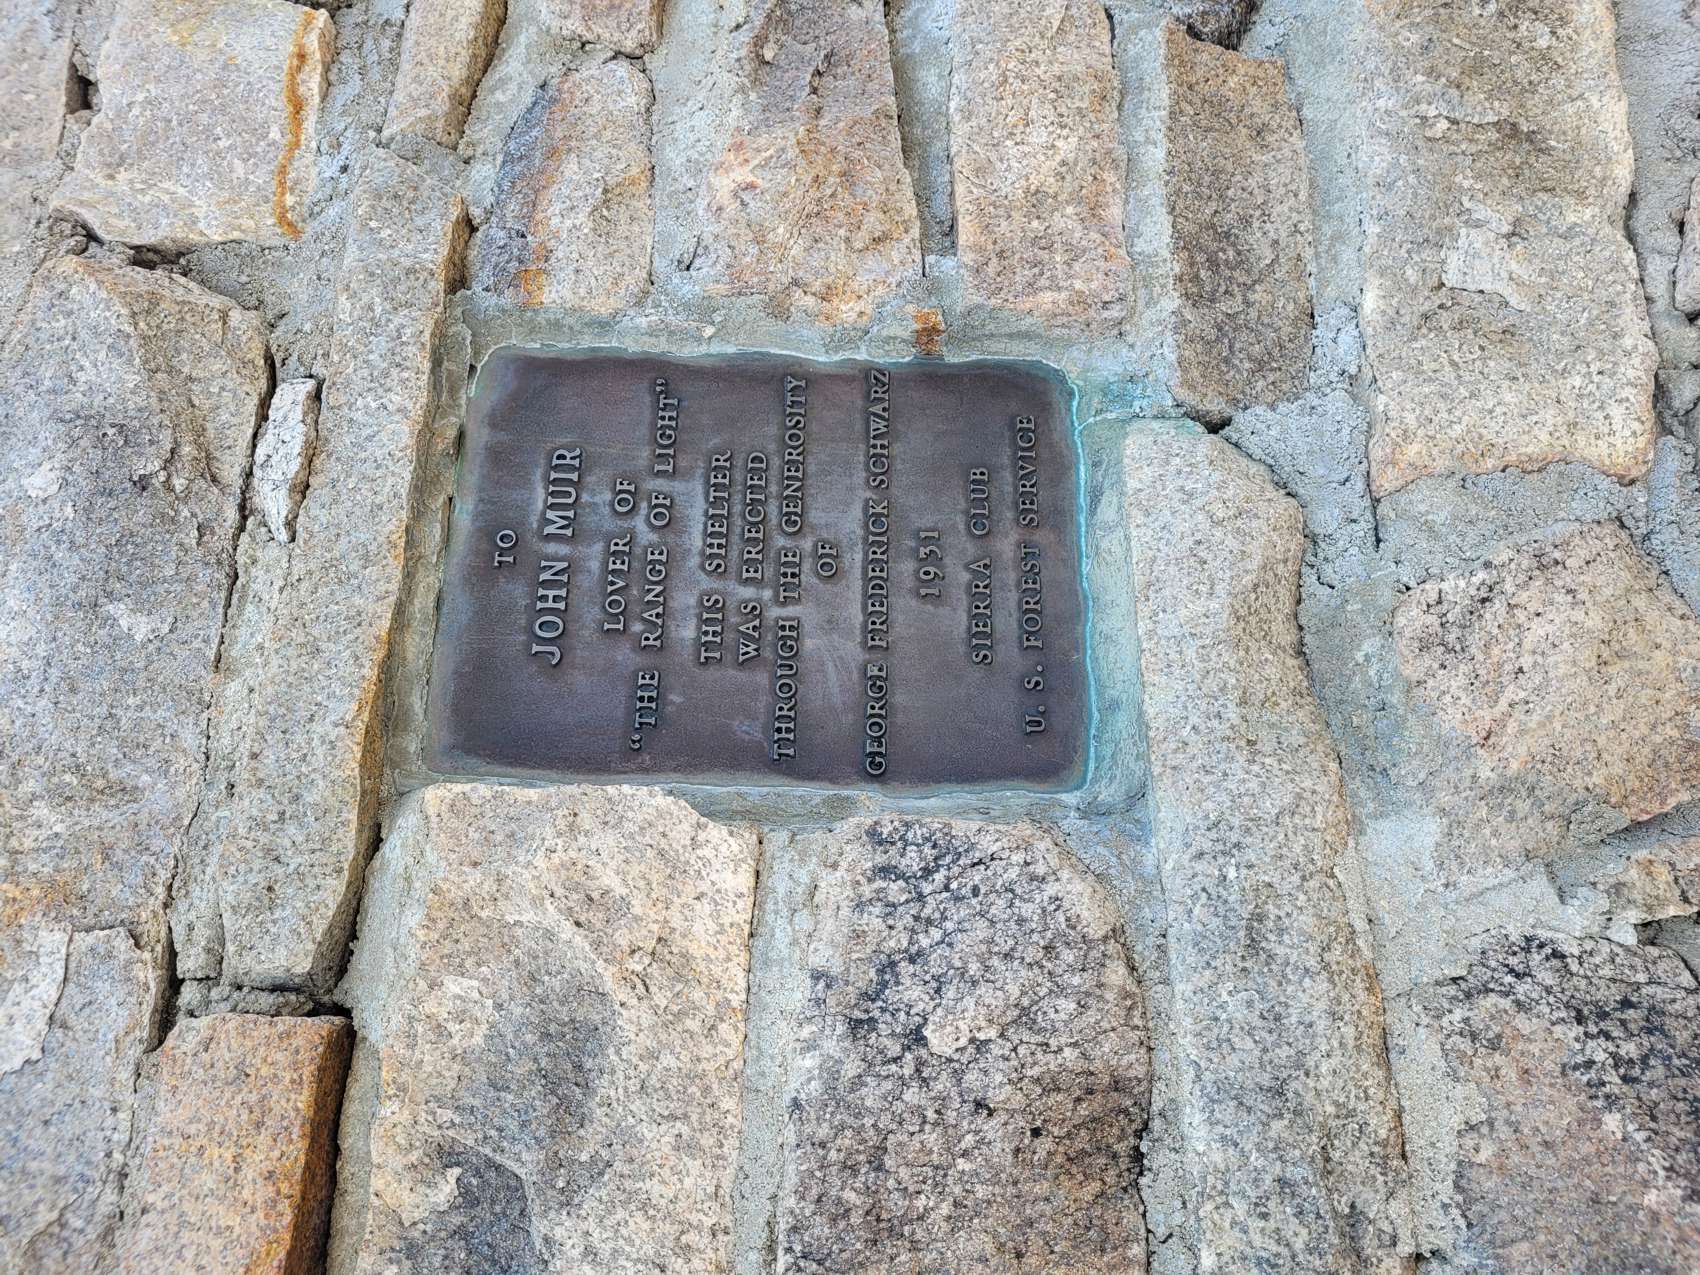 TO
JOHN MUIR
LOVER OF
“THE RANGE OF LIGHT”
THIS SHELTER
WAS ERECTED
THROUGH THE GENEROSITY
OF
GEORGE FREDERICK SCHWARZ
1931
SIERRA CLUB
U. S. FOREST SERVICE